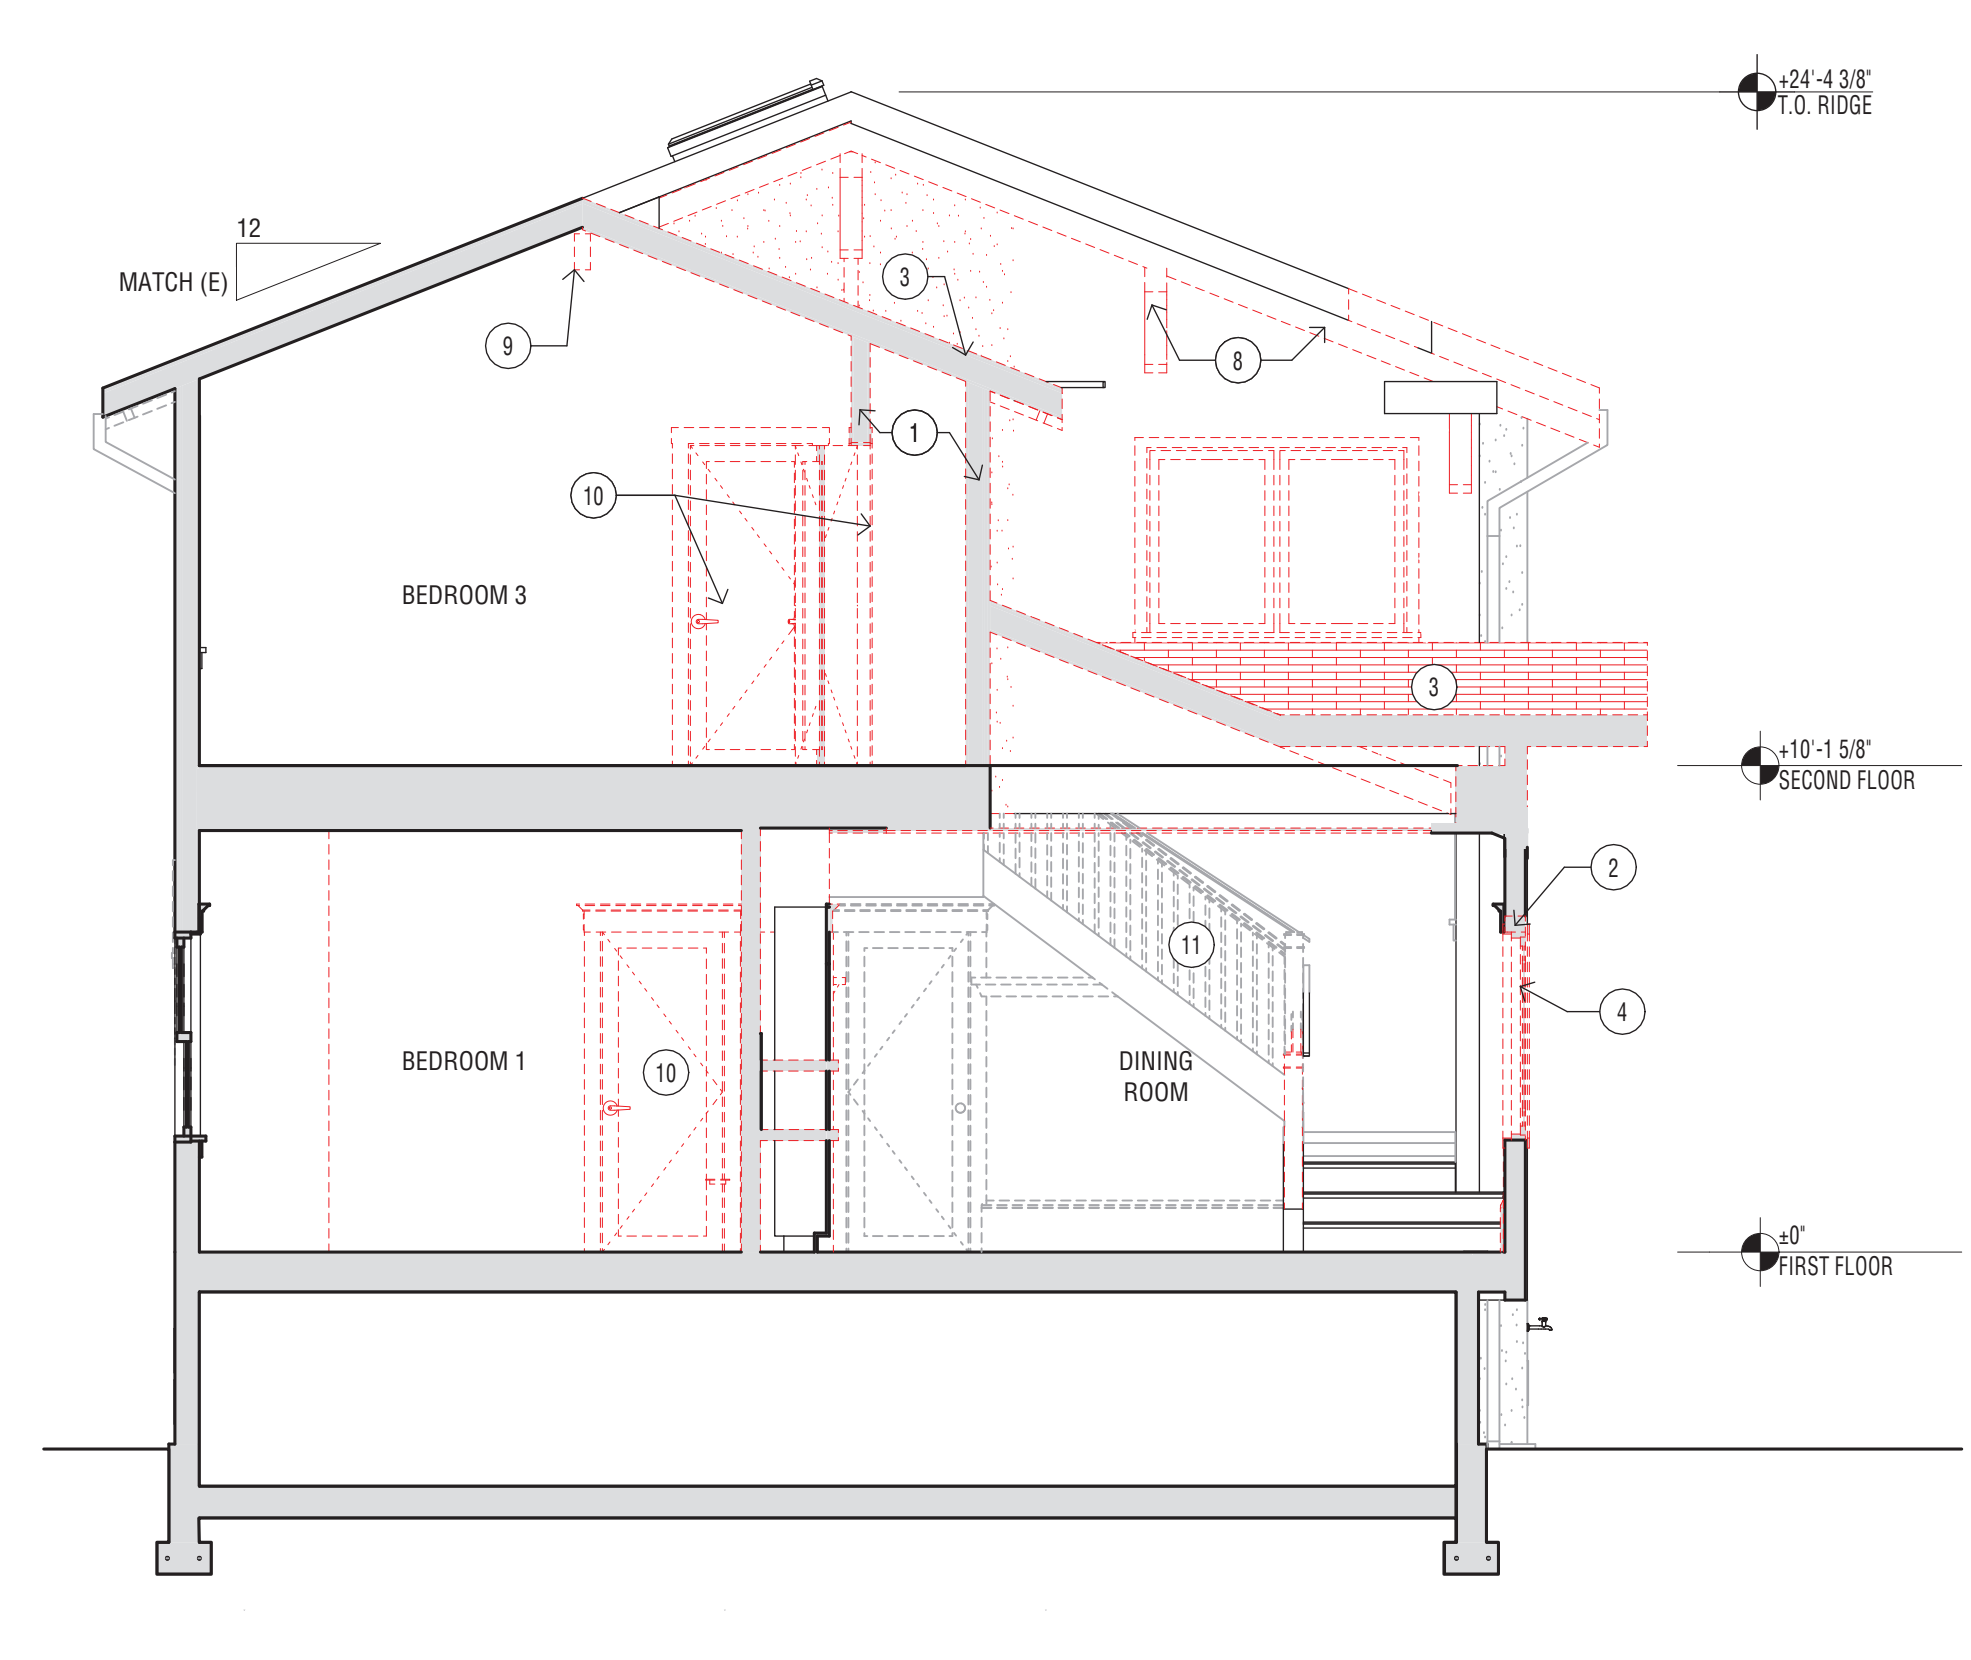 +24'-4 3/8"
T.O. RIDGE
12
MATCH (E)
3
9
8
1
10
BEDROOM 3
3
+10'-1 5/8"
SECOND FLOOR
2
11
4
BEDROOM 1
10
DINING
ROOM
±0"
FIRST FLOOR